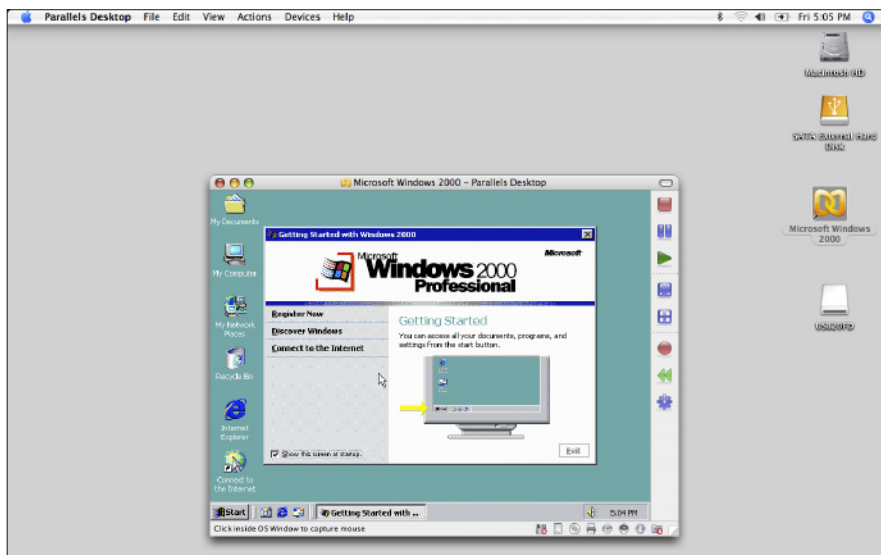 Parallels Desktop File Edit View Actions Devices Help
Fri 5:05 PM
Macintosh HD
SATA External Hard
Disk
Microsoft Windows
2000
Microsoft Windows 2000 – Parallels Desktop
My Documents
My Computer
My Network
Places
Recycle Bin
Internet
Explorer
Connect to
the Internet
Getting Started with Windows 2000
Microsoft
Microsoft
Windows 2000
Professional
Register Now
Discover Windows
Connect to the Internet
Getting Started
You can access all your documents, programs, and
settings from the start button.
Show this screen at startup.
Exit
Start
Getting Started with ...
5:04 PM
Click inside OS Window to capture mouse